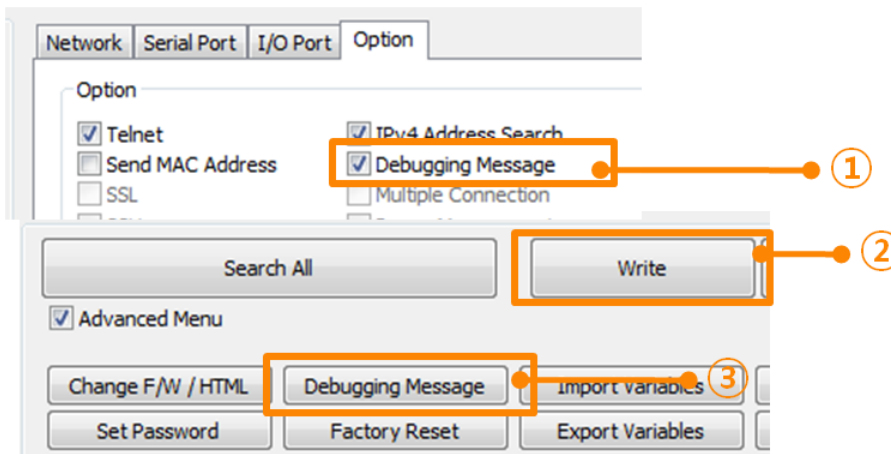 Network Serial Port I/O Port Option
Option
Telnet IPv4 Address Search
Send MAC Address Debugging Message ①
SSL Multiple Connection
Search All Write ②
Advanced Menu
Change F/W / HTML Debugging Message Import Variables ③
Set Password Factory Reset Export Variables